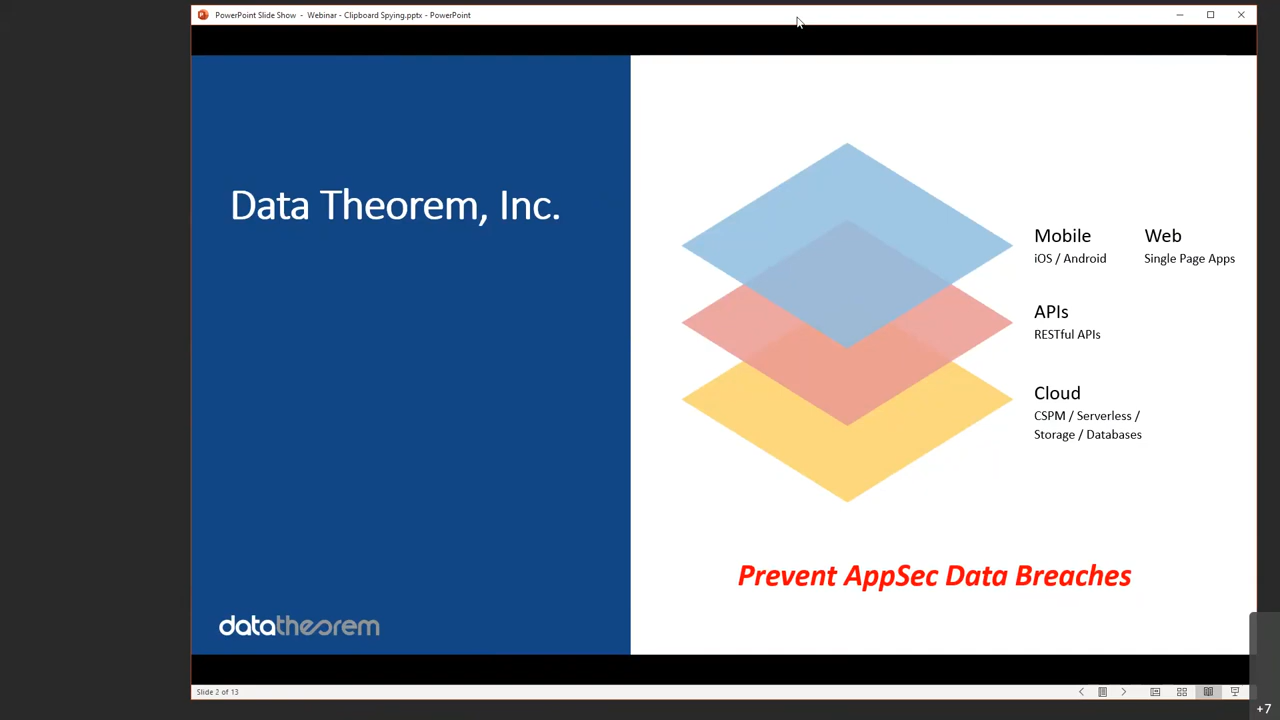 PowerPoint Slide Show - Webinar - Clipboard Spying.pptx - PowerPoint
Data Theorem, Inc.
Mobile
iOS / Android
Web
Single Page Apps
APIs
RESTful APIs
Cloud
CSPM / Serverless /
Storage / Databases
Prevent AppSec Data Breaches
datatheorem
Slide 2 of 13
+7